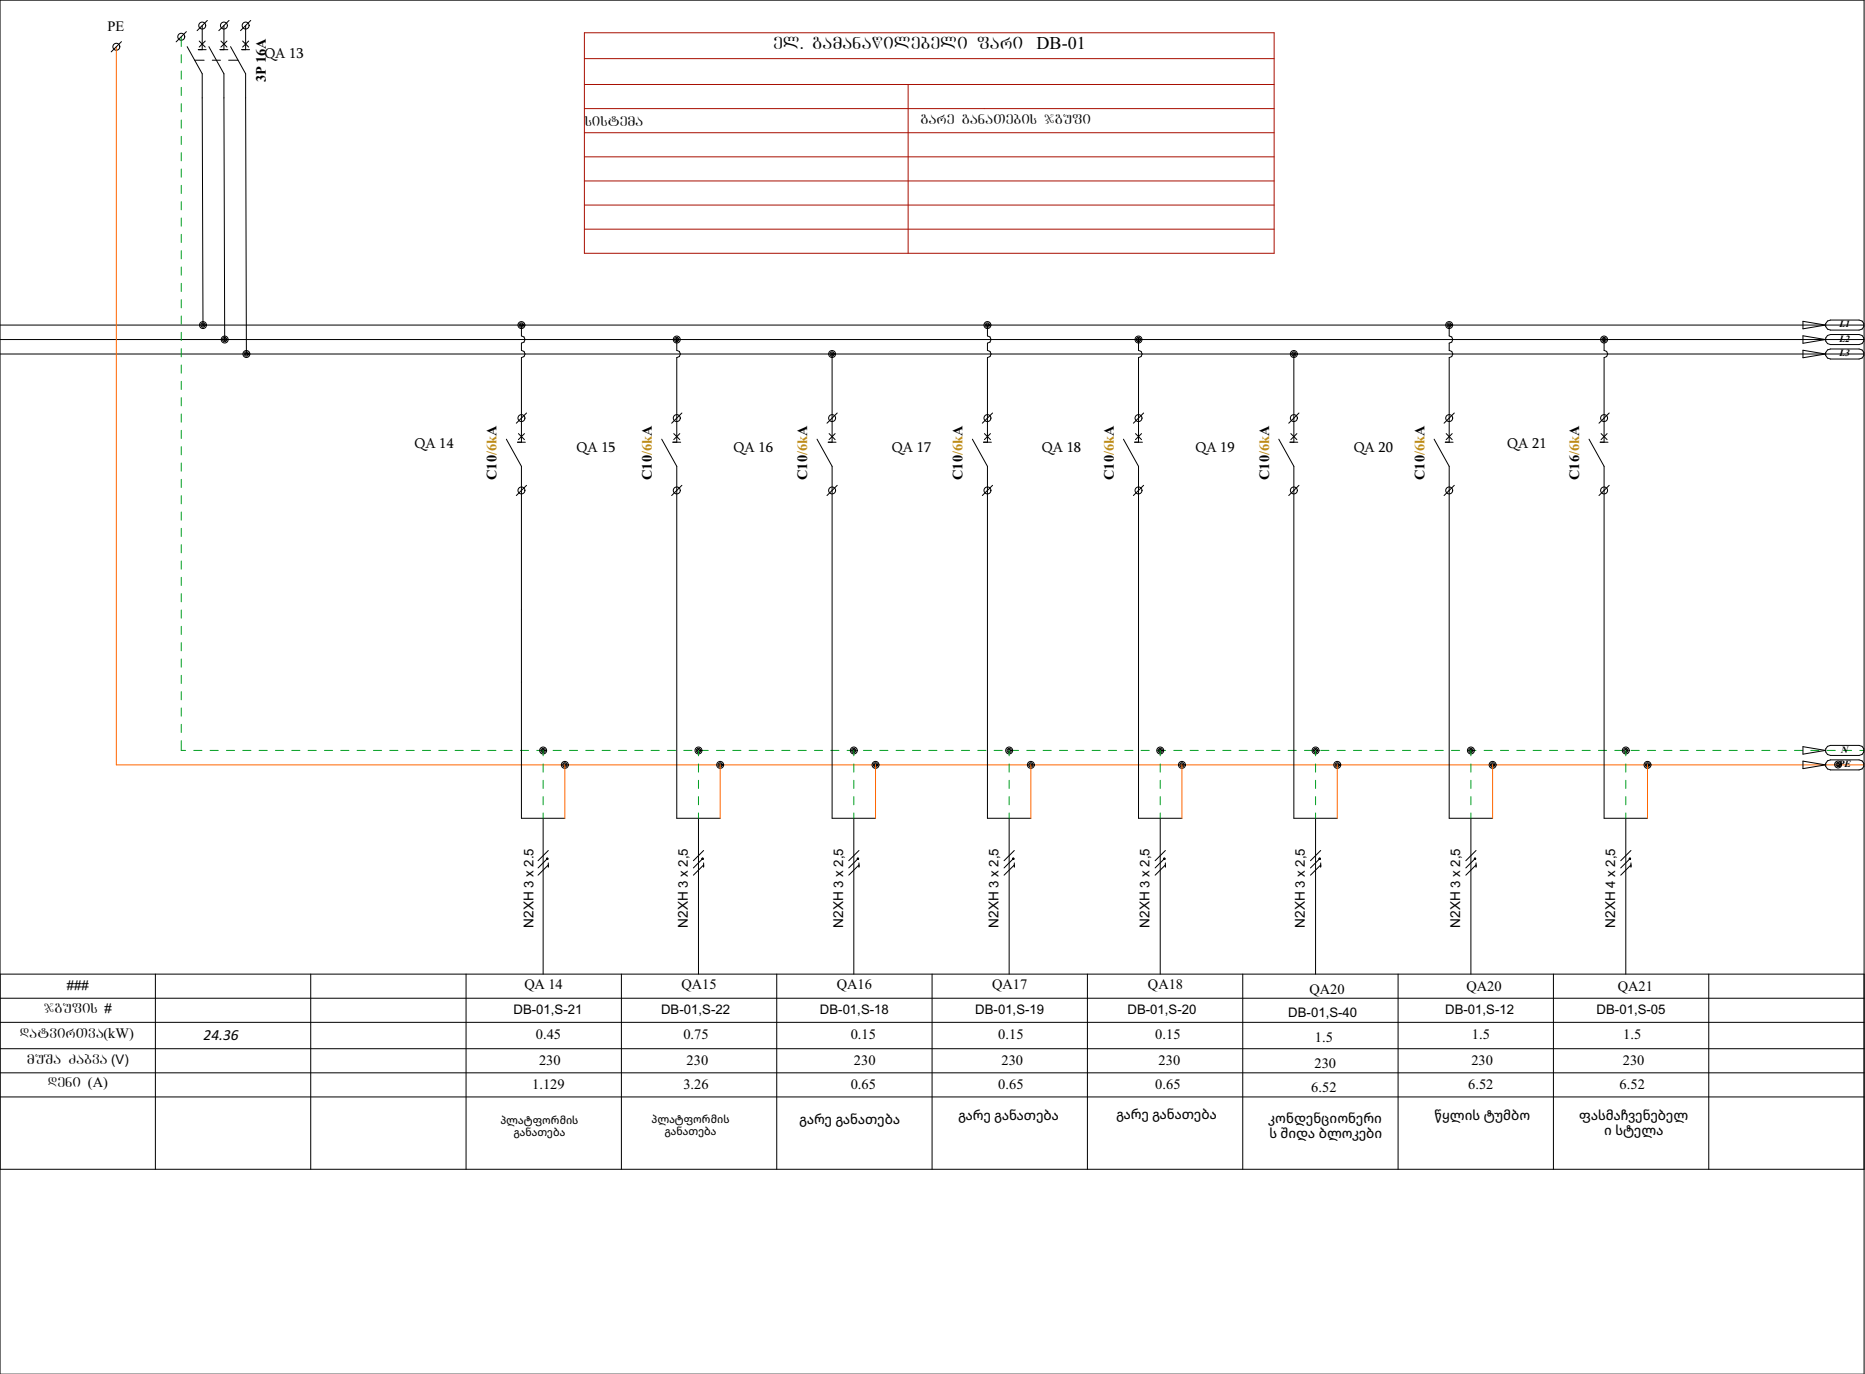 PE
QA 13
3P 16A
ელ. გამანაწილებელი ფარი DB-01
სისტემა
გარე განათების ჯგუფი
L1
L2
L3
QA 14
C10/6kA
QA 15
C10/6kA
QA 16
C10/6kA
QA 17
C10/6kA
QA 18
C10/6kA
QA 19
C10/6kA
QA 20
C10/6kA
QA 21
C16/6kA
N
PE
N2XH 3 x 2,5
N2XH 3 x 2,5
N2XH 3 x 2,5
N2XH 3 x 2,5
N2XH 3 x 2,5
N2XH 3 x 2,5
N2XH 3 x 2,5
N2XH 4 x 2,5
### QA 14 QA15 QA16 QA17 QA18 QA20 QA20 QA21
ჯგუფის # DB-01,S-21 DB-01,S-22 DB-01,S-18 DB-01,S-19 DB-01,S-20 DB-01,S-40 DB-01,S-12 DB-01,S-05
დატვირთვა(kW) 24.36 0.45 0.75 0.15 0.15 0.15 1.5 1.5 1.5
მუშა ძაბვა (V) 230 230 230 230 230 230 230 230
დენი (A) 1.129 3.26 0.65 0.65 0.65 6.52 6.52 6.52
პლატფორმის
განათება
პლატფორმის
განათება
გარე განათება
გარე განათება
გარე განათება
კონდენციონერი
ს შიდა ბლოკები
წყლის ტუმბო
ფასმაჩვენებელ
ი სტელა